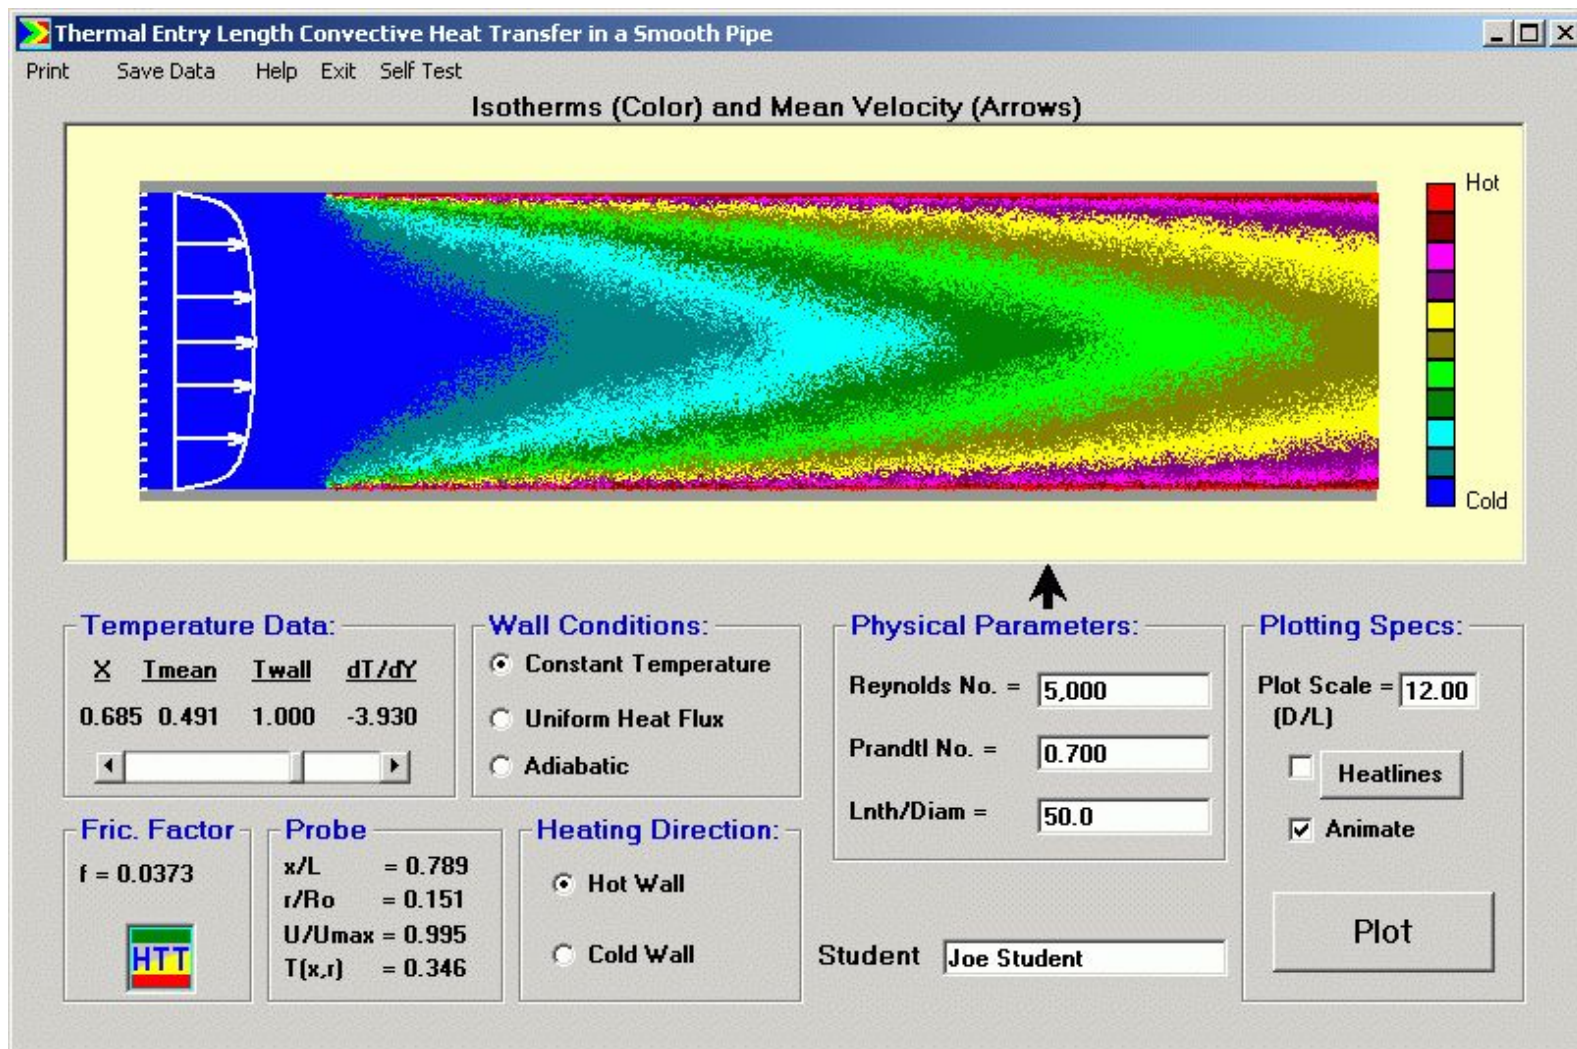 Thermal Entry Length Convective Heat Transfer in a Smooth Pipe
Print Save Data Help Exit Self Test
Isotherms (Color) and Mean Velocity (Arrows)
Hot
Cold
Temperature Data:
X Tmean Twall dT/dY
0.685 0.491 1.000 -3.930
Wall Conditions:
Constant Temperature
Uniform Heat Flux
Adiabatic
Physical Parameters:
Reynolds No. = 5,000
Prandtl No. = 0.700
Lnth/Diam = 50.0
Plotting Specs:
Plot Scale = 12.00
(D/L)
Heatlines
Animate
Plot
Fric. Factor
f = 0.0373
HTT
Probe
x/L = 0.789
r/Ro = 0.151
U/Umax = 0.995
T(x,r) = 0.346
Heating Direction:
Hot Wall
Cold Wall
Student Joe Student